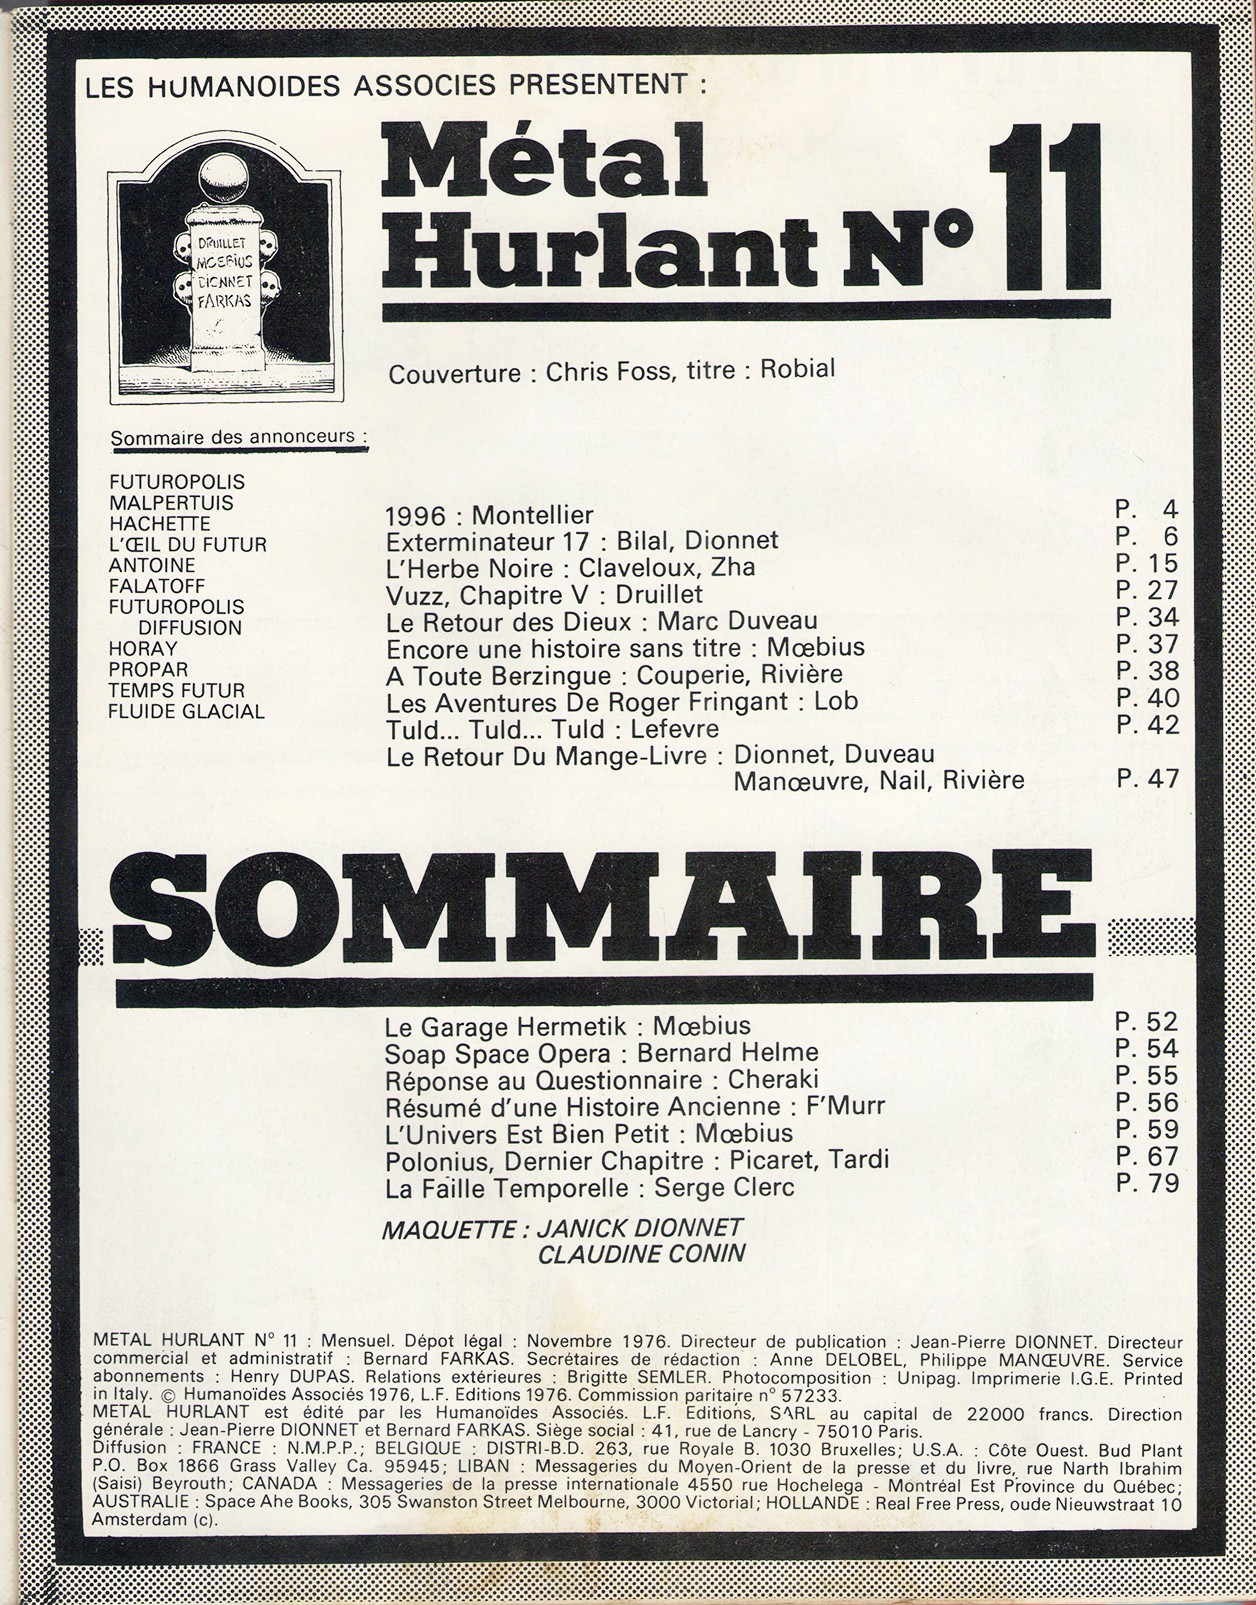 LES HUMANOIDES ASSOCIES PRESENTENT :
Métal
Hurlant N° 11
DRUILLET
MOEBIUS
DIONNET
FARKAS
Couverture : Chris Foss, titre : Robial
Sommaire des annonceurs :
FUTUROPOLIS
MALPERTUIS
HACHETTE
L'ŒIL DU FUTUR
ANTOINE
FALATOFF
FUTUROPOLIS
DIFFUSION
HORAY
PROPAR
TEMPS FUTUR
FLUIDE GLACIAL
1996 : Montellier P. 4
Exterminateur 17 : Bilal, Dionnet P. 6
L'Herbe Noire : Claveloux, Zha P. 15
Vuzz, Chapitre V : Druillet P. 27
Le Retour des Dieux : Marc Duveau P. 34
Encore une histoire sans titre : Mœbius P. 37
A Toute Berzingue : Couperie, Rivière P. 38
Les Aventures De Roger Fringant : Lob P. 40
Tuld... Tuld... Tuld : Lefevre P. 42
Le Retour Du Mange-Livre : Dionnet, Duveau
Manœuvre, Nail, Rivière P. 47
SOMMAIRE
Le Garage Hermetik : Mœbius P. 52
Soap Space Opera : Bernard Helme P. 54
Réponse au Questionnaire : Cheraki P. 55
Résumé d'une Histoire Ancienne : F'Murr P. 56
L'Univers Est Bien Petit : Mœbius P. 59
Polonius, Dernier Chapitre : Picaret, Tardi P. 67
La Faille Temporelle : Serge Clerc P. 79
MAQUETTE : JANICK DIONNET
CLAUDINE CONIN
METAL HURLANT N° 11 : Mensuel. Dépot légal : Novembre 1976. Directeur de publication : Jean-Pierre DIONNET. Directeur
commercial et administratif : Bernard FARKAS. Secrétaires de rédaction : Anne DELOBEL, Philippe MANŒUVRE. Service
abonnements : Henry DUPAS. Relations extérieures : Brigitte SEMLER. Photocomposition : Unipag. Imprimerie I.G.E. Printed
in Italy. © Humanoïdes Associés 1976, L.F. Editions 1976. Commission paritaire n° 57233.
METAL HURLANT est édité par les Humanoïdes Associés. L.F. Editions, SARL au capital de 22000 francs. Direction
générale : Jean-Pierre DIONNET et Bernard FARKAS. Siège social : 41, rue de Lancry - 75010 Paris.
Diffusion : FRANCE : N.M.P.P.; BELGIQUE : DISTRI-B.D. 263, rue Royale B. 1030 Bruxelles; U.S.A. : Côte Ouest. Bud Plant
P.O. Box 1866 Grass Valley Ca. 95945; LIBAN : Messageries du Moyen-Orient de la presse et du livre, rue Narth Ibrahim
(Saisi) Beyrouth; CANADA : Messageries de la presse internationale 4550 rue Hochelega - Montréal Est Province du Québec;
AUSTRALIE : Space Ahe Books, 305 Swanston Street Melbourne, 3000 Victorial; HOLLANDE : Real Free Press, oude Nieuwstraat 10
Amsterdam (c).